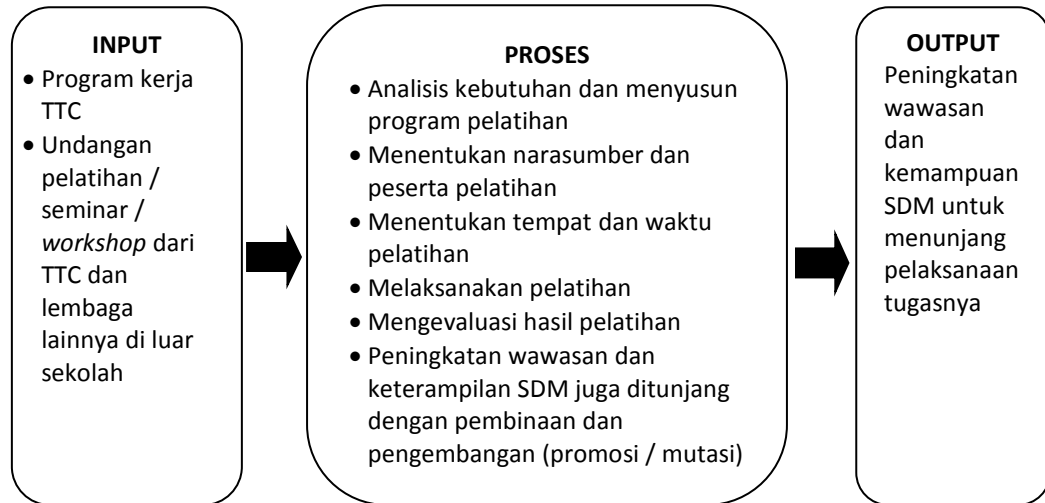 INPUT
• Program kerja
TTC
• Undangan
pelatihan /
seminar /
workshop dari
TTC dan
lembaga
lainnya di luar
sekolah
PROSES
• Analisis kebutuhan dan menyusun
program pelatihan
• Menentukan narasumber dan
peserta pelatihan
• Menentukan tempat dan waktu
pelatihan
• Melaksanakan pelatihan
• Mengevaluasi hasil pelatihan
• Peningkatan wawasan dan
keterampilan SDM juga ditunjang
dengan pembinaan dan
pengembangan (promosi / mutasi)
OUTPUT
Peningkatan
wawasan
dan
kemampuan
SDM untuk
menunjang
pelaksanaan
tugasnya